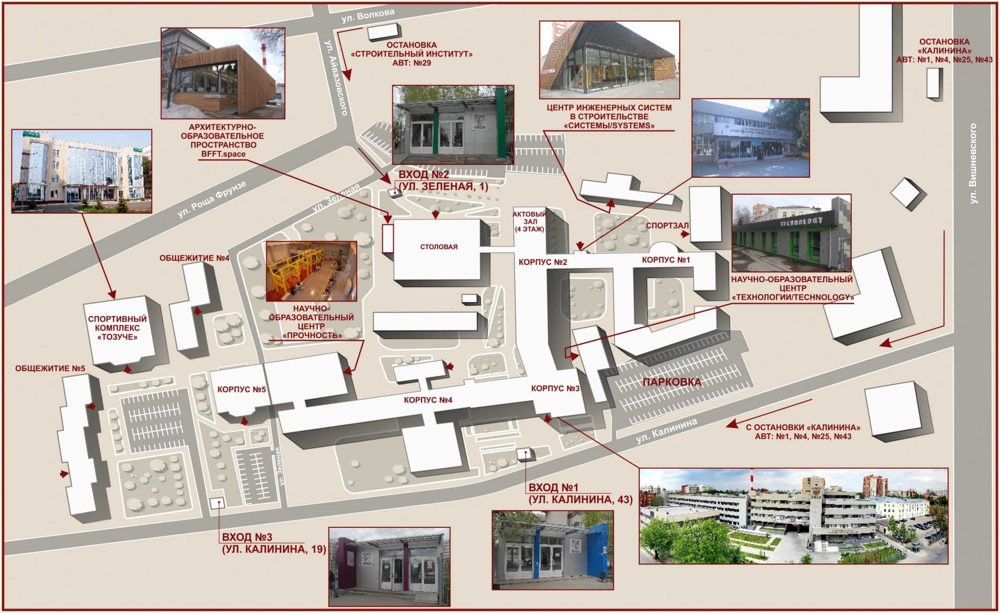 ул. Волкова
ОСТАНОВКА
«СТРОИТЕЛЬНЫЙ ИНСТИТУТ»
АВТ: №29
ул. Айвазовского
ОСТАНОВКА
«КАЛИНИНА»
АВТ: №1, №4, №25, №43
BFFT
АРХИТЕКТУРНО-
ОБРАЗОВАТЕЛЬНОЕ
ПРОСТРАНСТВО
BFFT.space
ЦЕНТР ИНЖЕНЕРНЫХ СИСТЕМ
В СТРОИТЕЛЬСТВЕ
«СИСТЕМЫ/SYSTEMS»
КГАСУ
КИСИ
ул. Вишневского
ул. Роща Фрунзе
ул. Зеленая
ВХОД №2
(УЛ. ЗЕЛЕНАЯ, 1)
АКТОВЫЙ
ЗАЛ
(4 ЭТАЖ)
СПОРТЗАЛ
TECHNOLOGY
СТОЛОВАЯ
КОРПУС №2
КОРПУС №1
ОБЩЕЖИТИЕ №4
НАУЧНО-ОБРАЗОВАТЕЛЬНЫЙ
ЦЕНТР
«ТЕХНОЛОГИИ/TECHNOLOGY»
НАУЧНО-
ОБРАЗОВАТЕЛЬНЫЙ
ЦЕНТР
«ПРОЧНОСТЬ»
СПОРТИВНЫЙ
КОМПЛЕКС
«ТОЗУЧЕ»
ОБЩЕЖИТИЕ №5
КОРПУС №5
КОРПУС №4
КОРПУС №3
ПАРКОВКА
ул. Калинина
С ОСТАНОВКИ «КАЛИНИНА»
АВТ: №1, №4, №25, №43
ул. Зеленая
ВХОД №1
(УЛ. КАЛИНИНА, 43)
ВХОД №3
(УЛ. КАЛИНИНА, 19)